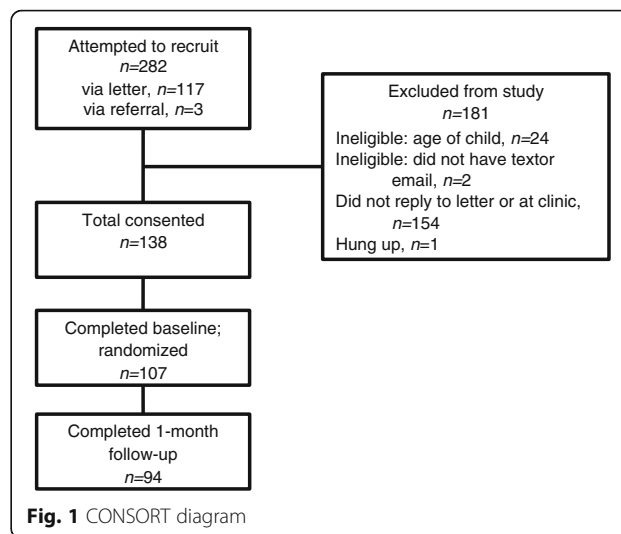 Attempted to recruit
n=282
via letter, n=117
via referral, n=3
Excluded from study
n=181
Ineligible: age of child, n=24
Ineligible: did not have textor
email, n=2
Did not reply to letter or at clinic,
n=154
Hung up, n=1
Total consented
n=138
Completed baseline;
randomized
n=107
Completed 1-month
follow-up
n=94
Fig. 1 CONSORT diagram